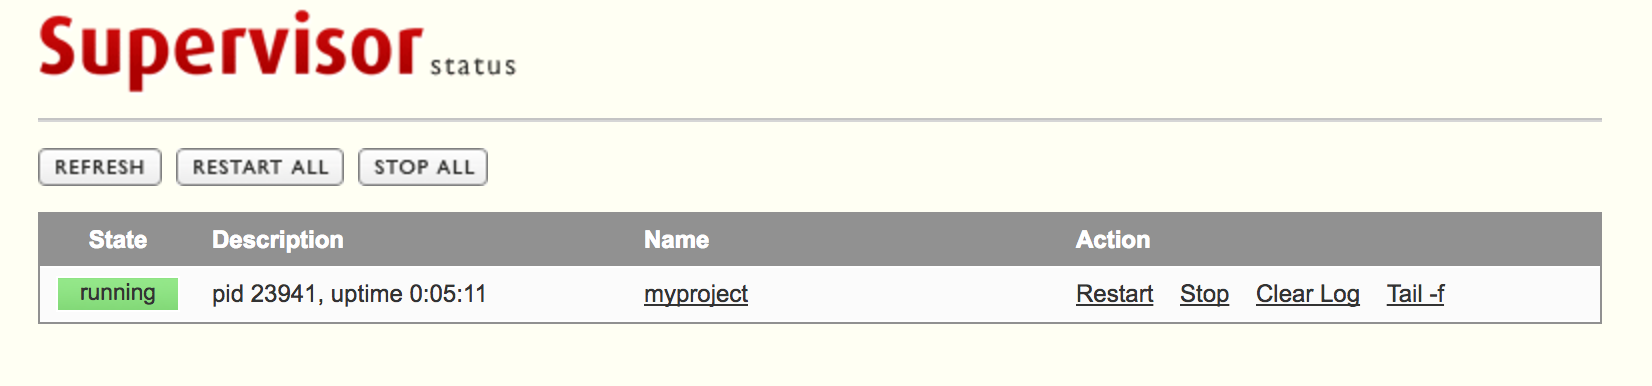 Supervisor status
REFRESH RESTART ALL STOP ALL
State Description Name Action
running pid 23941, uptime 0:05:11 myproject Restart Stop Clear Log Tail -f